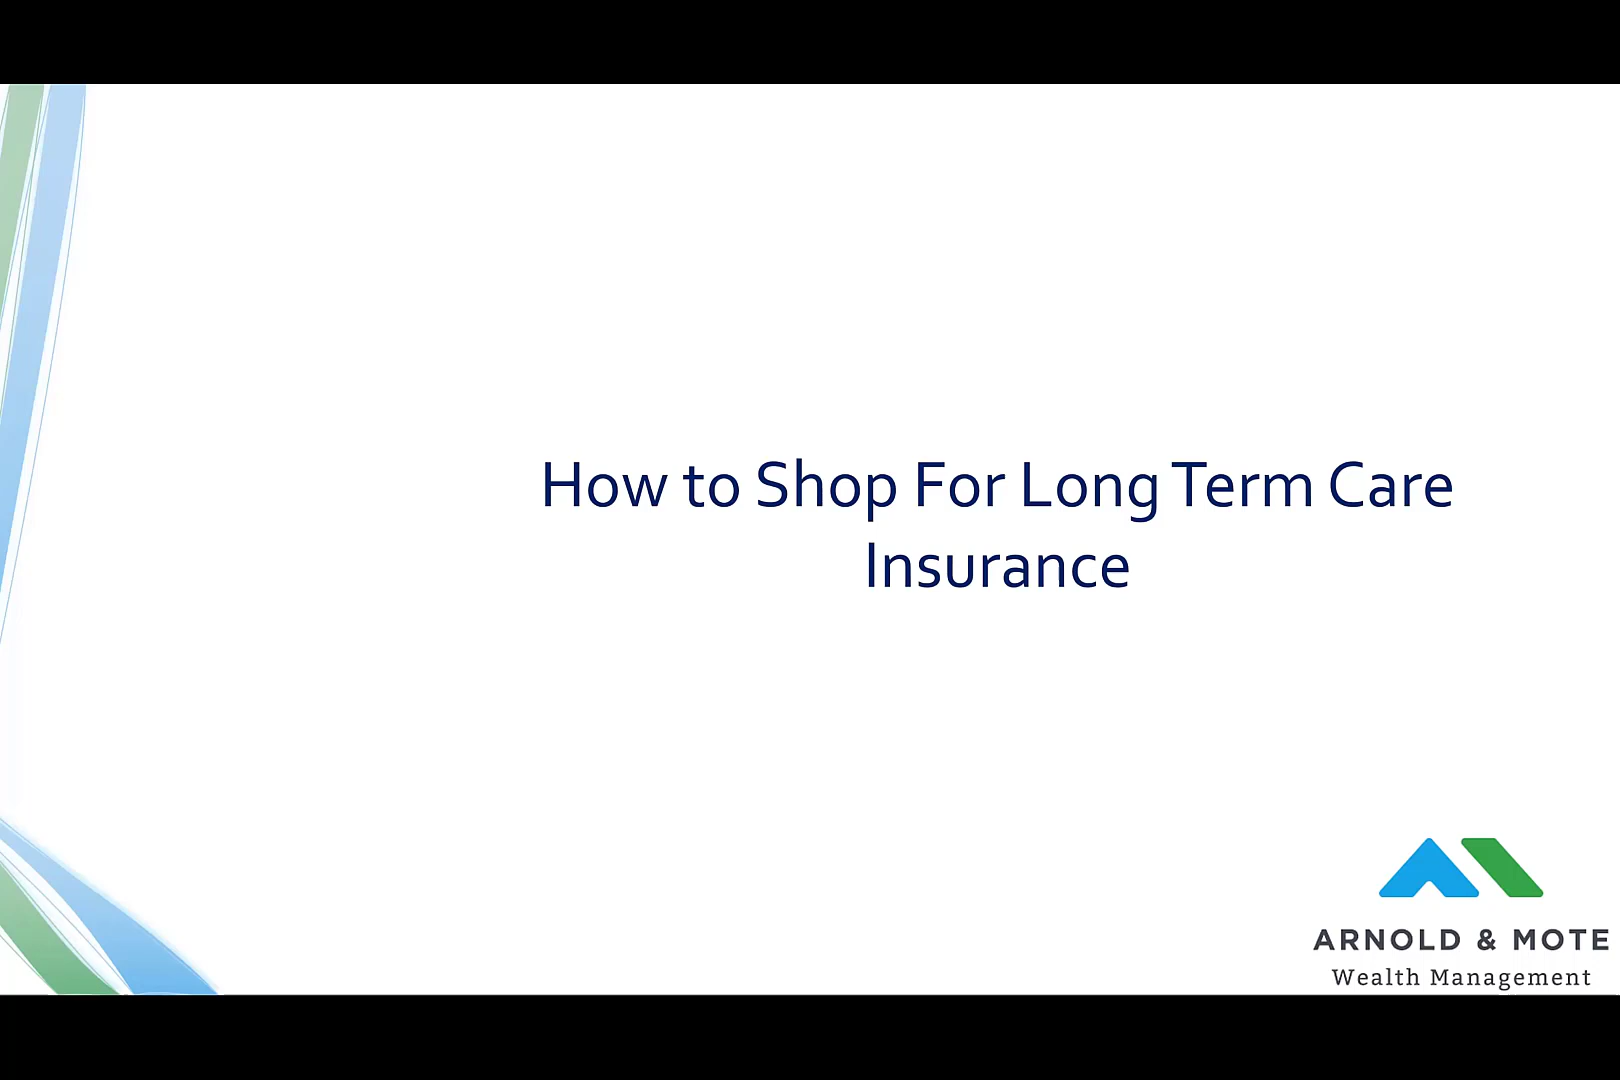 How to Shop For Long Term Care
Insurance
ARNOLD & MOTE
Wealth Management